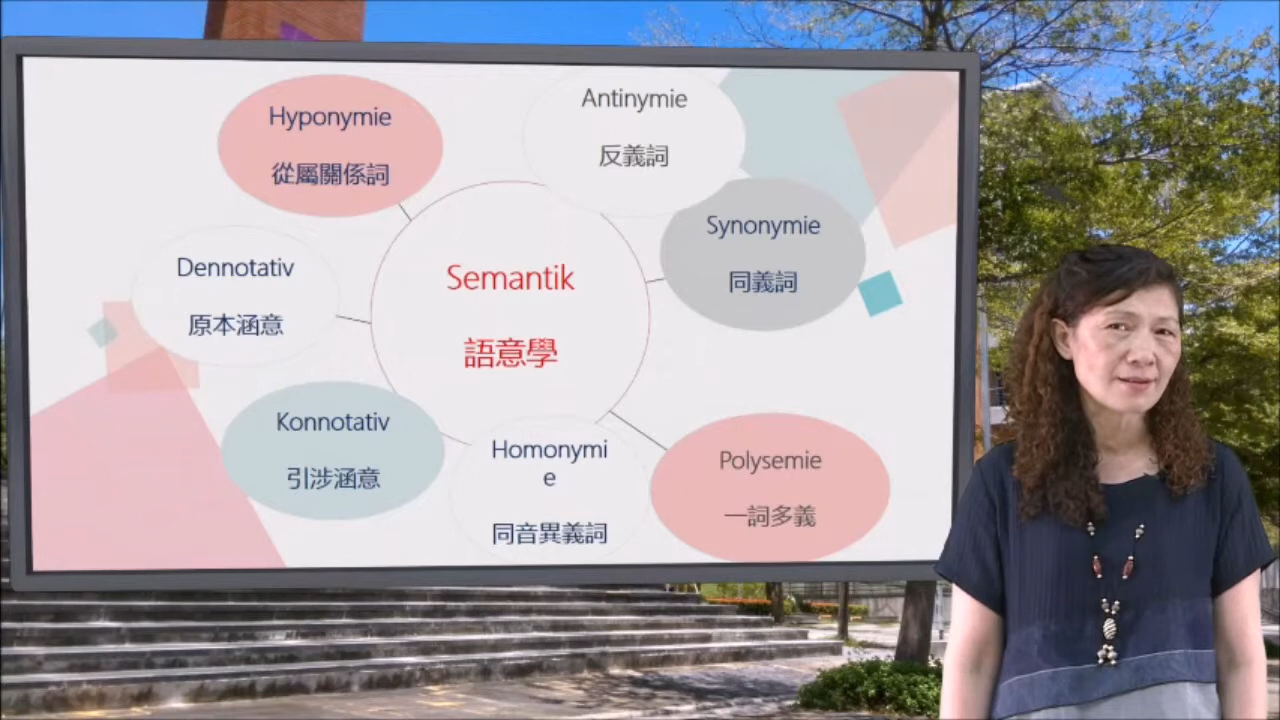 Hyponymie
從屬關係詞
Antinymie
反義詞
Synonymie
同義詞
Dennotativ
原本涵意
Semantik
語意學
Konnotativ
引涉涵意
Homonymi
e
同音異義詞
Polysemie
一詞多義